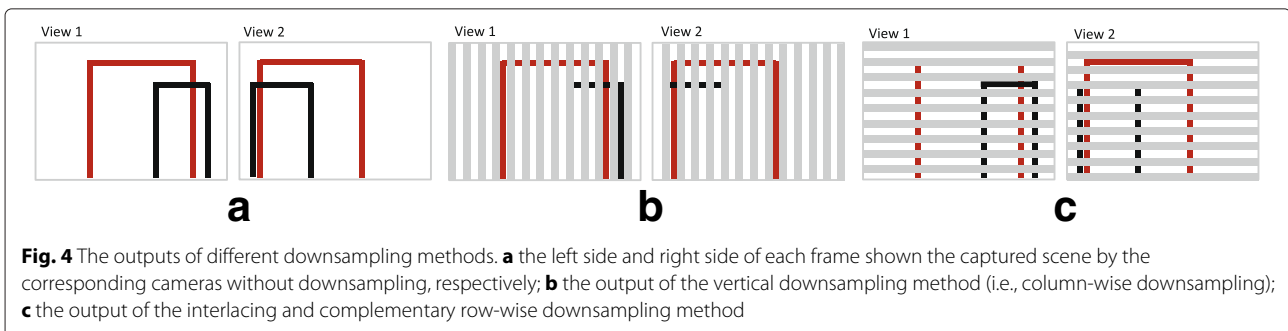 View 1 View 2 View 1 View 2 View 1 View 2
a b c
Fig. 4 The outputs of different downsampling methods. a the left side and right side of each frame shown the captured scene by the
corresponding cameras without downsampling, respectively; b the output of the vertical downsampling method (i.e., column-wise downsampling);
c the output of the interlacing and complementary row-wise downsampling method